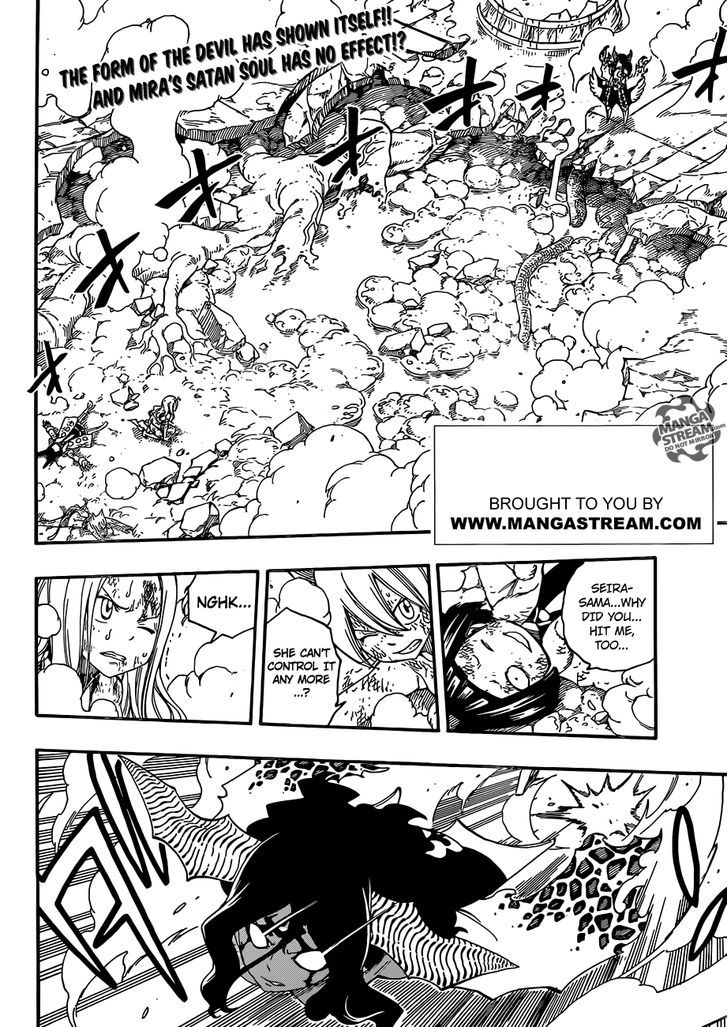 THE FORM OF THE DEVIL HAS SHOWN ITSELF!!
AND MIRA'S SATAN SOUL HAS NO EFFECT!?
MANGA
STREAM.com
DO NOT MIRROR
BROUGHT TO YOU BY
WWW.MANGASTREAM.COM
NGHK...
SHE CAN'T
CONTROL IT
ANY MORE
...?
SEIRA-
SAMA...WHY
DID YOU...
HIT ME,
TOO...